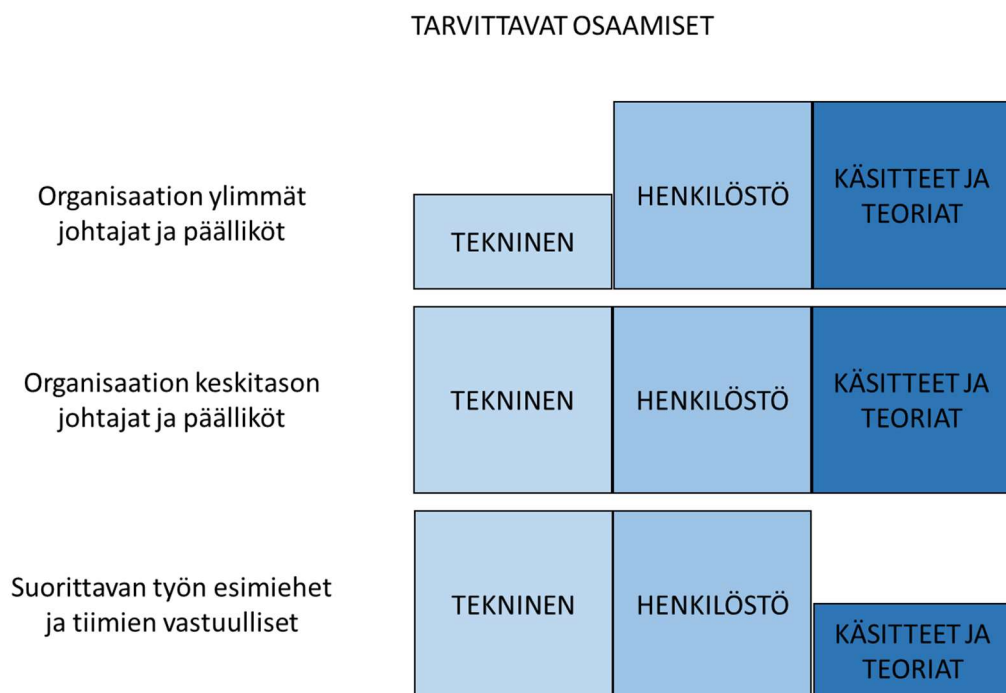 TARVITTAVAT OSAAMISET
Organisaation ylimmät
johtajat ja päälliköt
TEKNINEN
HENKILÖSTÖ
KÄSITTEET JA
TEORIAT
Organisaation keskitason
johtajat ja päälliköt
TEKNINEN
HENKILÖSTÖ
KÄSITTEET JA
TEORIAT
Suorittavan työn esimiehet
ja tiimien vastuulliset
TEKNINEN
HENKILÖSTÖ
KÄSITTEET JA
TEORIAT